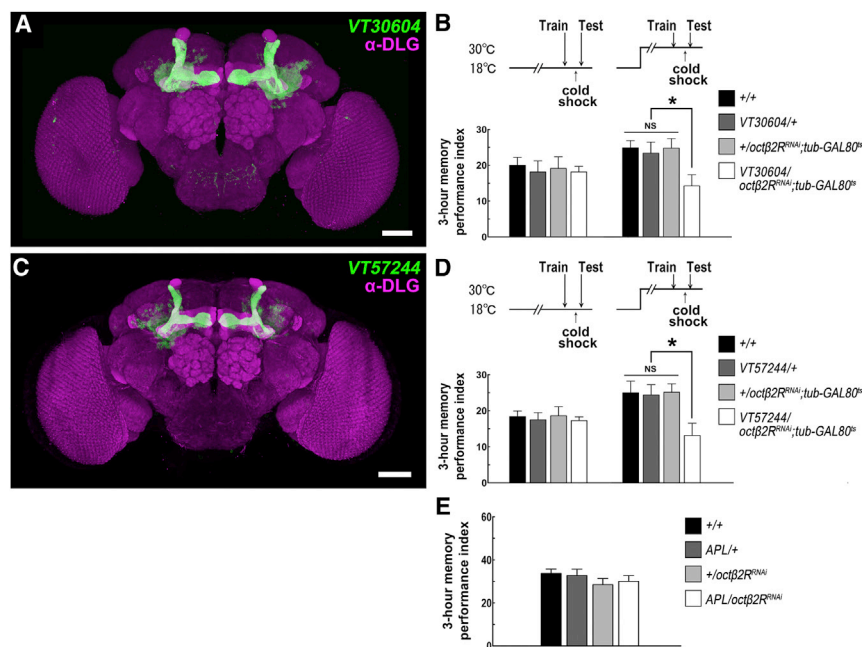 A
VT30604
α-DLG
B
Train Test
30°C
18°C
cold shock
cold shock
Train Test
3-hour memory performance index
30
20
10
0
NS
*
+/+
VT30604/+
+/octβ2R^RNAi;tub-GAL80^ts
VT30604/
octβ2R^RNAi;tub-GAL80^ts
C
VT57244
α-DLG
D
Train Test
30°C
18°C
cold shock
cold shock
Train Test
3-hour memory performance index
30
20
10
0
NS
*
+/+
VT57244/+
+/octβ2R^RNAi;tub-GAL80^ts
VT57244/
octβ2R^RNAi;tub-GAL80^ts
E
3-hour memory performance index
60
40
20
0
+/+
APL/+
+/octβ2R^RNAi
APL/octβ2R^RNAi